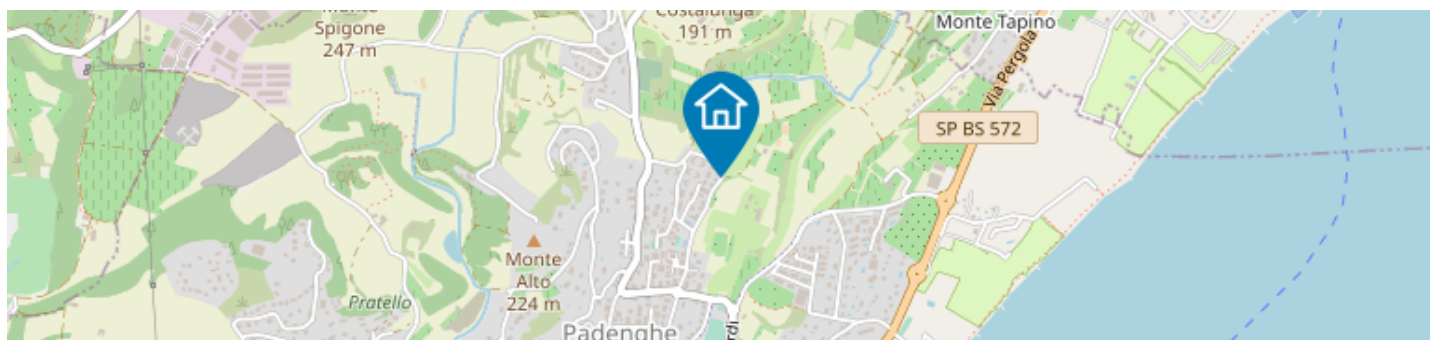 Monte
Spigone
247 m
Costalunga
191 m
Monte Tapino
Via Pergola
SP BS 572
Monte
Alto
224 m
Pratello
Padenghe